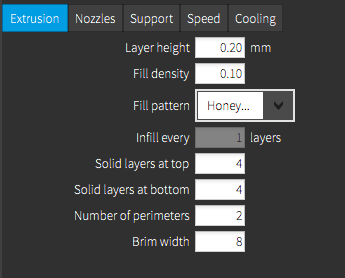 Extrusion Nozzles Support Speed Cooling
Layer height 0.20 mm
Fill density 0.10
Fill pattern Honey...
Infill every 1 layers
Solid layers at top 4
Solid layers at bottom 4
Number of perimeters 2
Brim width 8